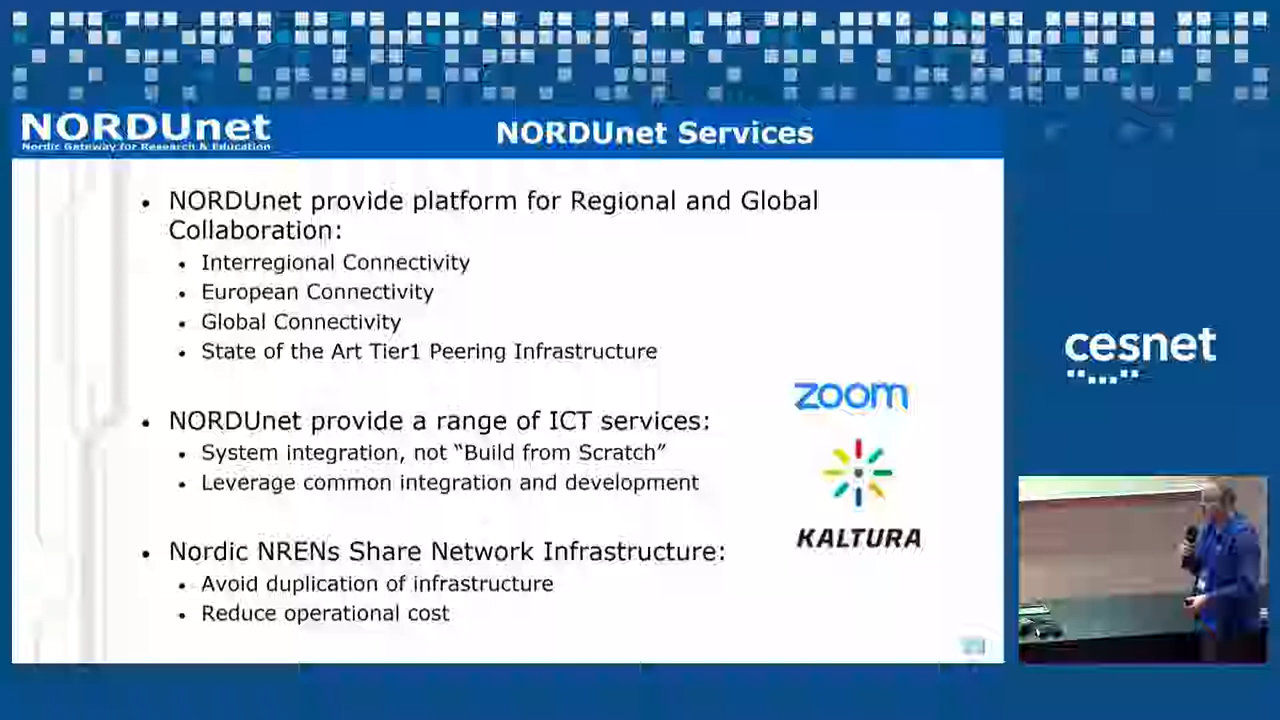 NORDUnet
Nordic Gateway for Research & Education
NORDUnet Services
• NORDUnet provide platform for Regional and Global
Collaboration:
• Interregional Connectivity
• European Connectivity
• Global Connectivity
• State of the Art Tier1 Peering Infrastructure
• NORDUnet provide a range of ICT services:
• System integration, not “Build from Scratch”
• Leverage common integration and development
• Nordic NRENs Share Network Infrastructure:
• Avoid duplication of infrastructure
• Reduce operational cost
zoom
KALTURA
cesnet